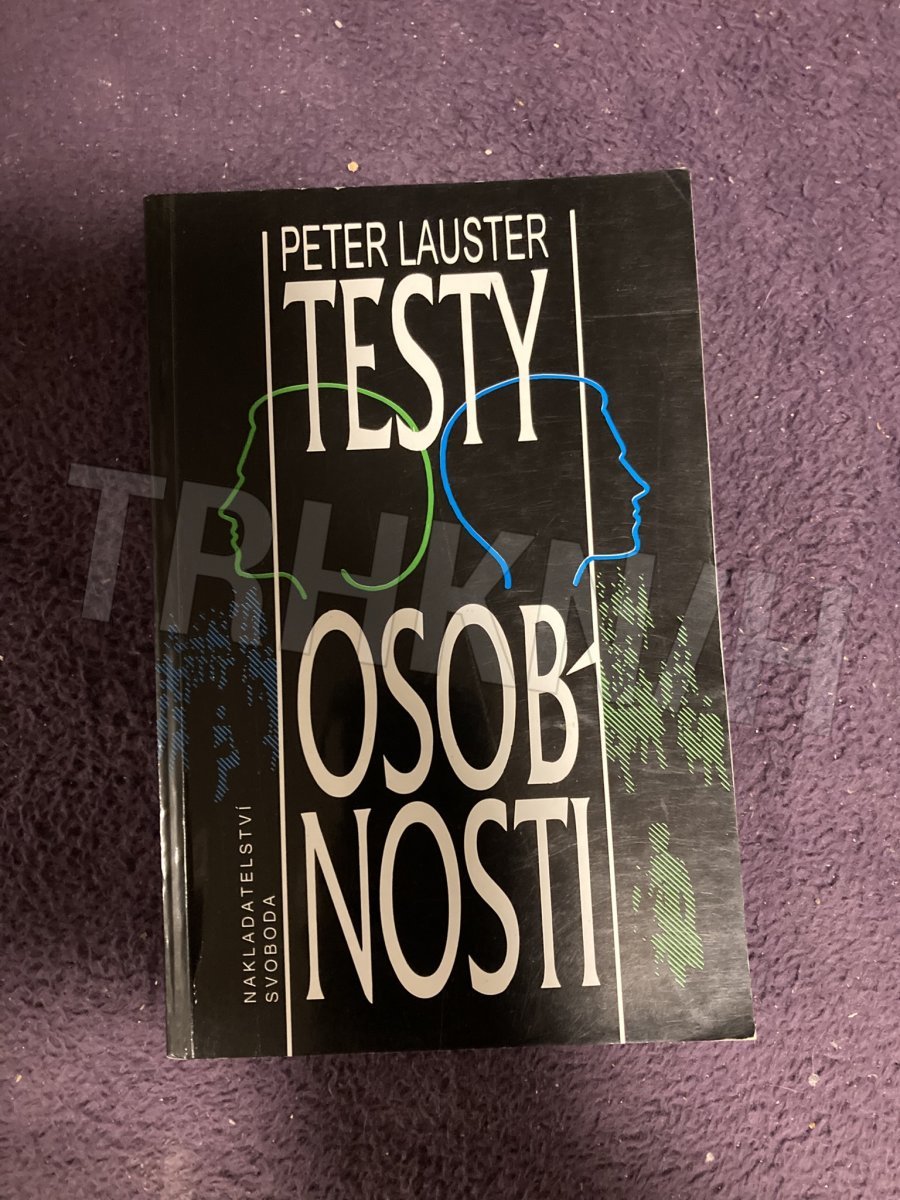 PETER LAUSTER
TESTY
OSOB-
NOSTI
NAKLADATELSTVÍ
SVOBODA
TRHKNIH